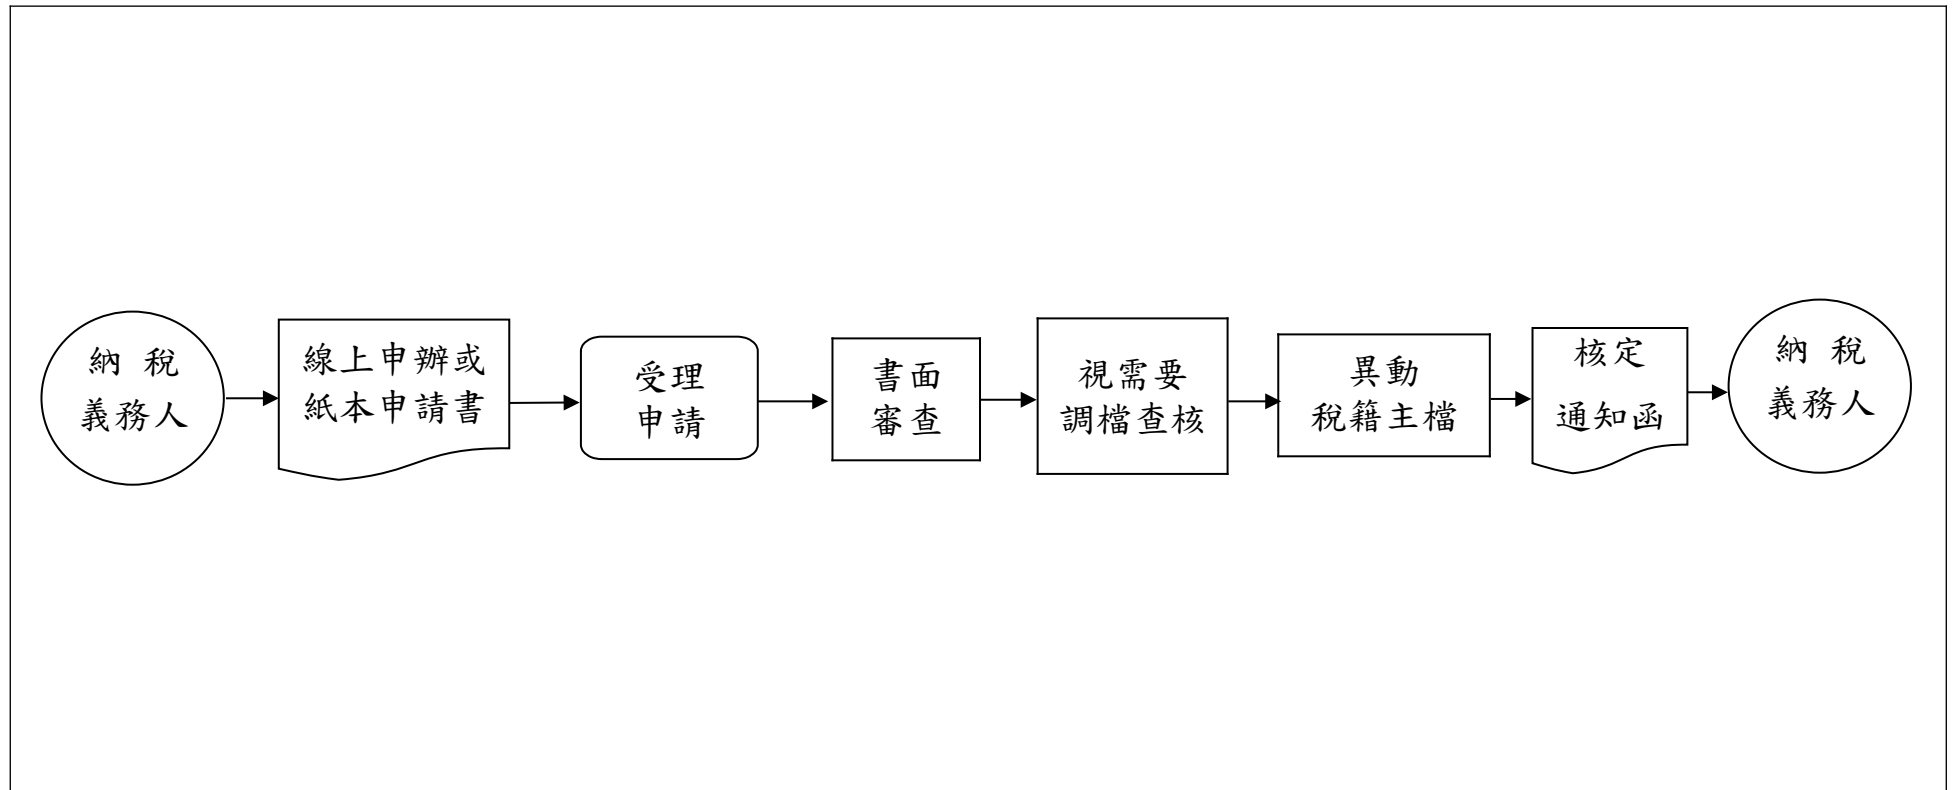 納 稅
義務人
線上申辦或
紙本申請書
受理
申請
書面
審查
視需要
調檔查核
異動
稅籍主檔
核定
通知函
納 稅
義務人